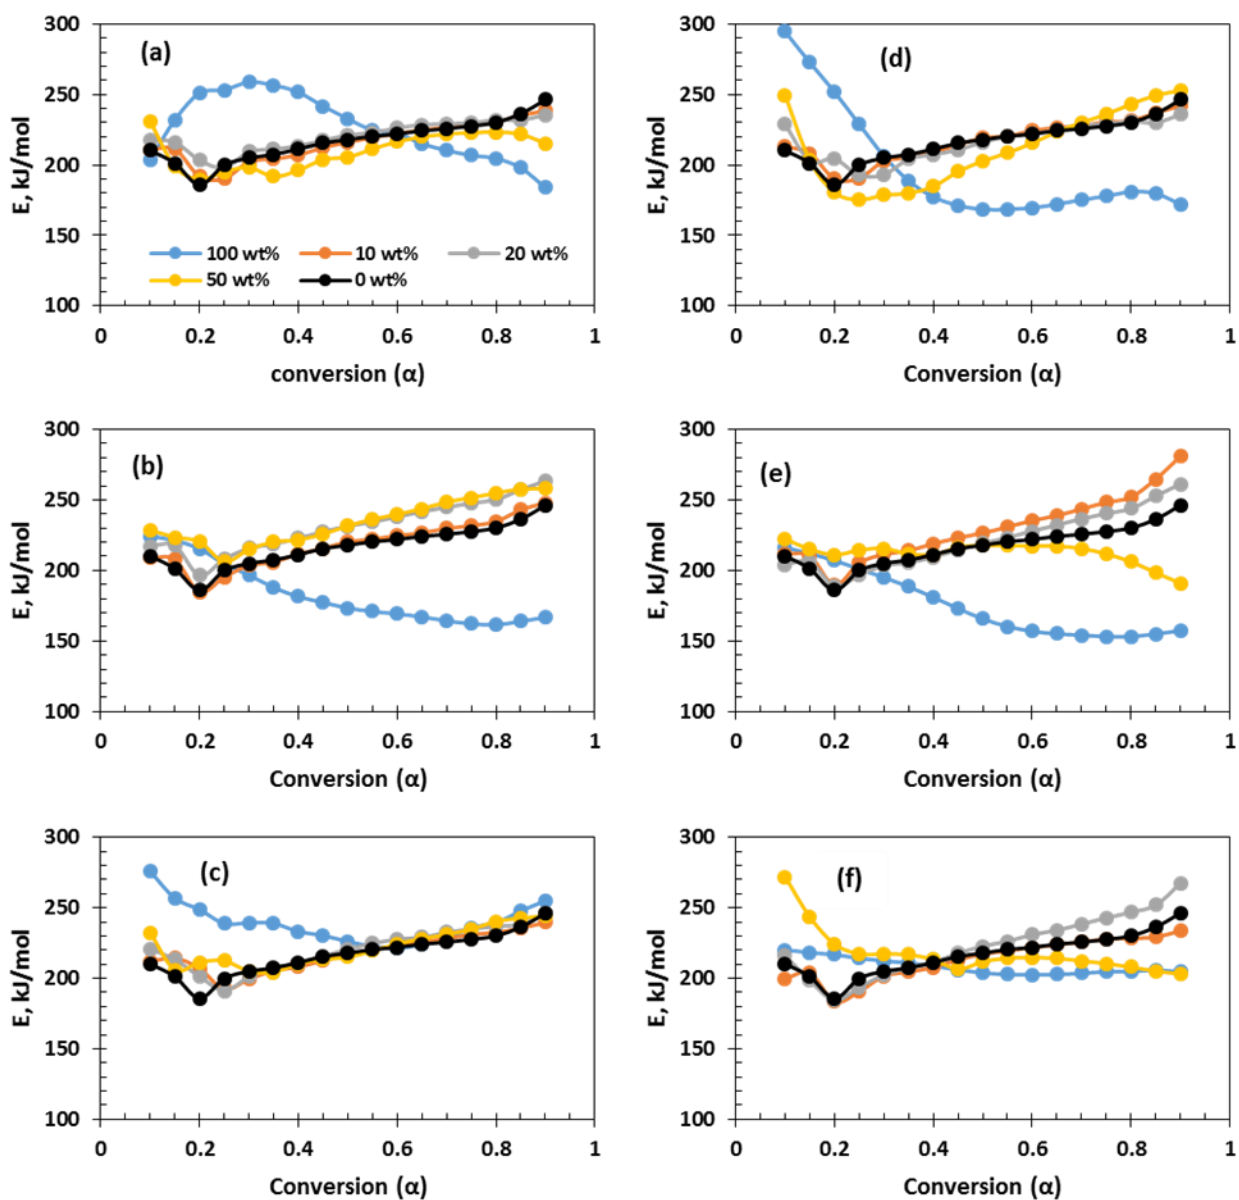 300
250
200
150
100
E, kJ/mol
(a)
100 wt% 10 wt% 20 wt%
50 wt% 0 wt%
0 0.2 0.4 0.6 0.8 1
conversion (α)
300
250
200
150
100
E, kJ/mol
(d)
0 0.2 0.4 0.6 0.8 1
Conversion (α)
300
250
200
150
100
E, kJ/mol
(b)
0 0.2 0.4 0.6 0.8 1
Conversion (α)
300
250
200
150
100
E, kJ/mol
(e)
0 0.2 0.4 0.6 0.8 1
Conversion (α)
300
250
200
150
100
E, kJ/mol
(c)
0 0.2 0.4 0.6 0.8 1
Conversion (α)
300
250
200
150
100
E, kJ/mol
(f)
0 0.2 0.4 0.6 0.8 1
Conversion (α)